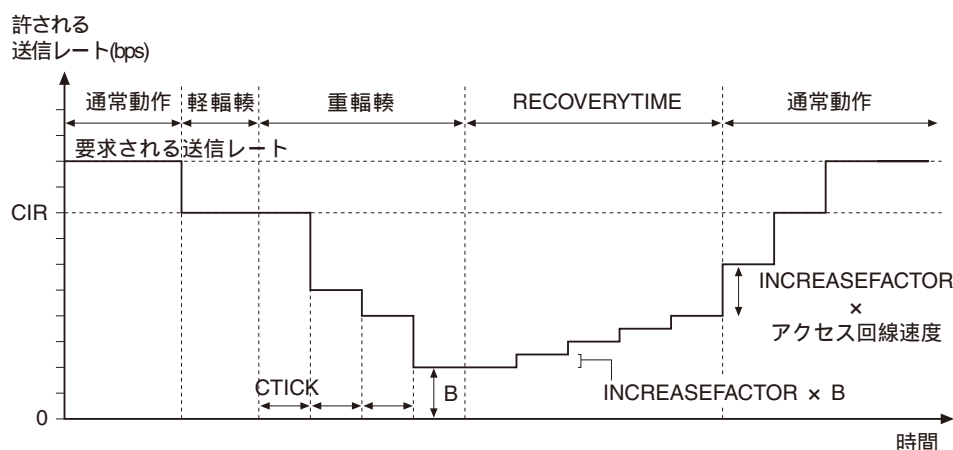 許される
送信レート(bps)
通常動作
軽輻輳
重輻輳
RECOVERYTIME
通常動作
要求される送信レート
CIR
INCREASEFACTOR
×
アクセス回線速度
CTICK
B
INCREASEFACTOR × B
0
時間